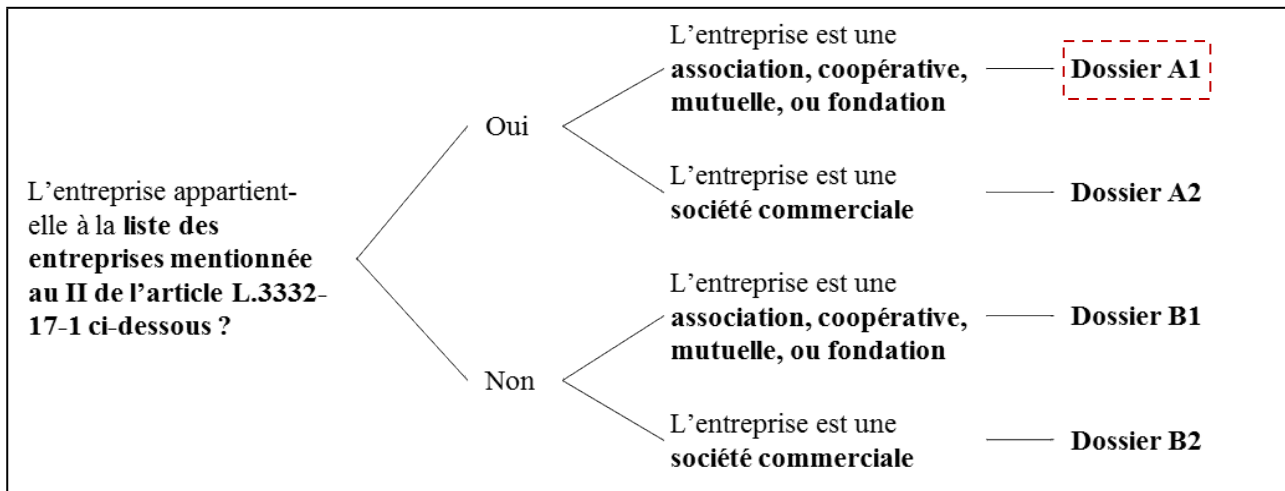 L’entreprise appartient-
elle à la liste des
entreprises mentionnée
au II de l’article L.3332-
17-1 ci-dessous ?
Oui
L’entreprise est une
association, coopérative,
mutuelle, ou fondation
Dossier A1
L’entreprise est une
société commerciale
Dossier A2
Non
L’entreprise est une
association, coopérative,
mutuelle, ou fondation
Dossier B1
L’entreprise est une
société commerciale
Dossier B2